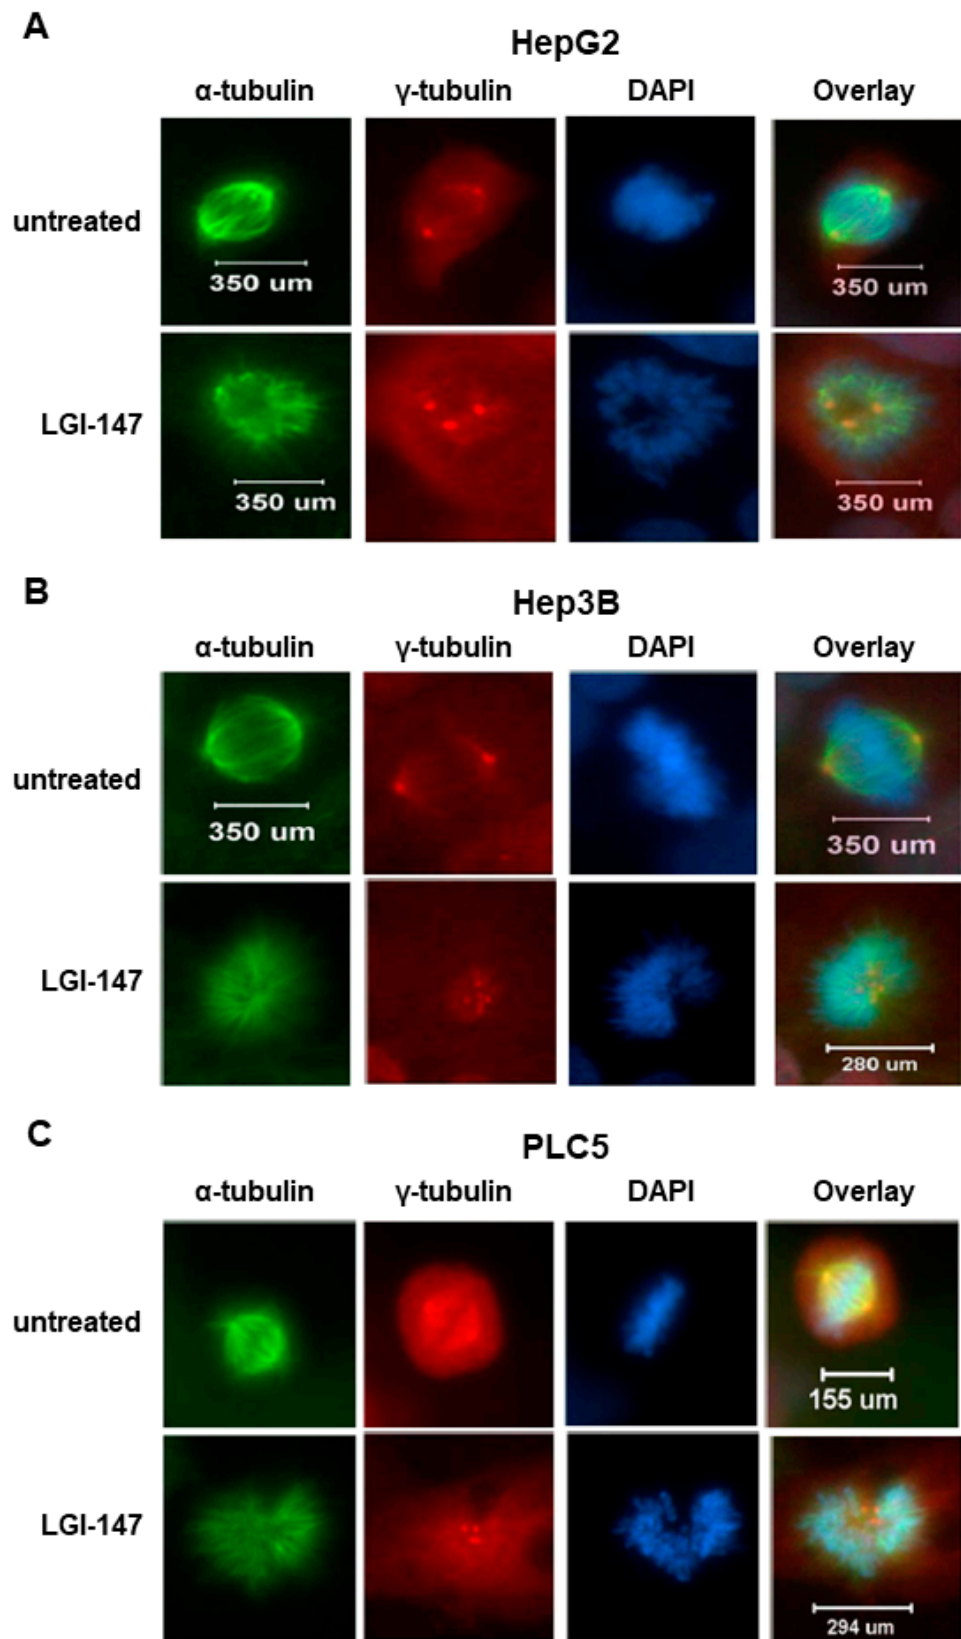 A
HepG2
α-tubulin γ-tubulin DAPI Overlay
untreated
350 um 350 um
LGI-147
350 um 350 um
B
Hep3B
α-tubulin γ-tubulin DAPI Overlay
untreated
350 um 350 um
LGI-147
280 um
C
PLC5
α-tubulin γ-tubulin DAPI Overlay
untreated
155 um
LGI-147
294 um